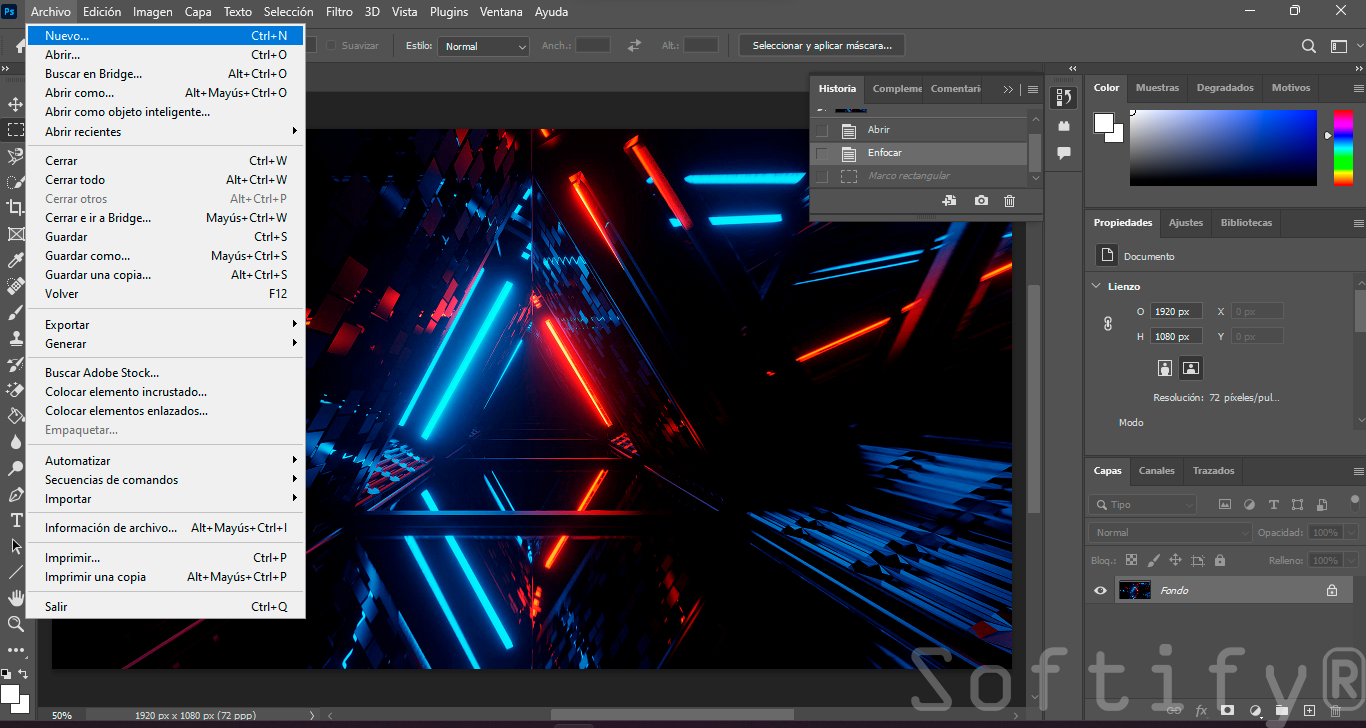 Ps Archivo Edición Imagen Capa Texto Selección Filtro 3D Vista Plugins Ventana Ayuda
Suavizar Estilo: Normal Anch.: Alt.: Seleccionar y aplicar máscara...
Nuevo... Ctrl+N
Abrir... Ctrl+O
Buscar en Bridge... Alt+Ctrl+O
Abrir como... Alt+Mayús+Ctrl+O
Abrir como objeto inteligente...
Abrir recientes
Cerrar Ctrl+W
Cerrar todo Alt+Ctrl+W
Cerrar otros Alt+Ctrl+P
Cerrar e ir a Bridge... Mayús+Ctrl+W
Guardar Ctrl+S
Guardar como... Mayús+Ctrl+S
Guardar una copia... Alt+Ctrl+S
Volver F12
Exportar
Generar
Buscar Adobe Stock...
Colocar elemento incrustado...
Colocar elementos enlazados...
Empaquetar...
Automatizar
Secuencias de comandos
Importar
Información de archivo... Alt+Mayús+Ctrl+I
Imprimir... Ctrl+P
Imprimir una copia Alt+Mayús+Ctrl+P
Salir Ctrl+Q
Historia Compleme Comentari
Abrir
Enfocar
Marco rectangular
Color Muestras Degradados Motivos
Propiedades Ajustes Bibliotecas
Documento
Lienzo
O 1920 px X 0 px
H 1080 px Y 0 px
Resolución: 72 píxeles/pul...
Modo
Capas Canales Trazados
Tipo
Normal Opacidad: 100%
Bloq.: Relleno: 100%
Fondo
Softify®
fx
50% 1920 px x 1080 px (72 ppp)